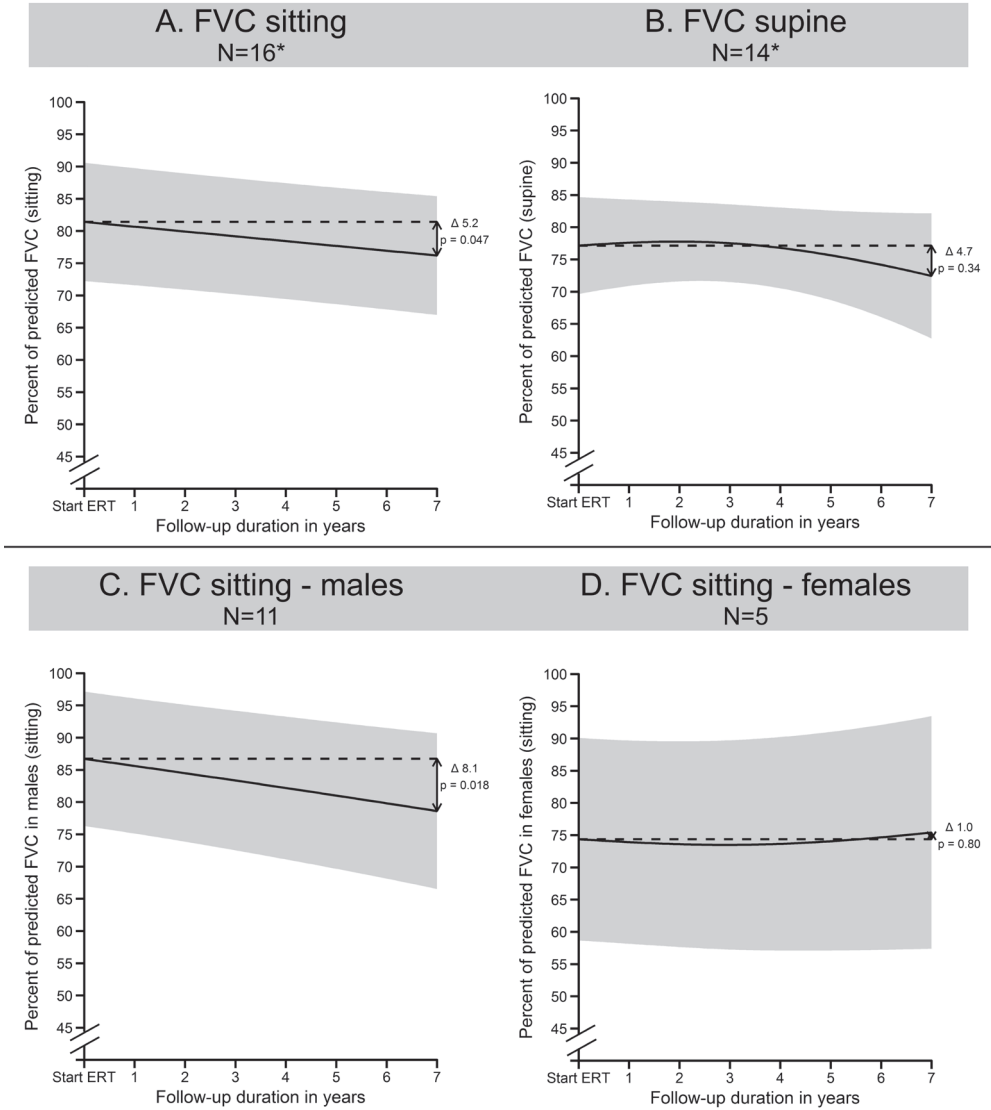 A. FVC sitting
N=16*
Percent of predicted FVC (sitting)
100
95
90
85
80
75
70
65
60
55
50
45
Δ 5.2
p = 0.047
Start ERT 1 2 3 4 5 6 7
Follow-up duration in years
B. FVC supine
N=14*
Percent of predicted FVC (supine)
100
95
90
85
80
75
70
65
60
55
50
45
Δ 4.7
p = 0.34
Start ERT 1 2 3 4 5 6 7
Follow-up duration in years
C. FVC sitting - males
N=11
Percent of predicted FVC in males (sitting)
100
95
90
85
80
75
70
65
60
55
50
45
Δ 8.1
p = 0.018
Start ERT 1 2 3 4 5 6 7
Follow-up duration in years
D. FVC sitting - females
N=5
Percent of predicted FVC in females (sitting)
100
95
90
85
80
75
70
65
60
55
50
45
Δ 1.0
p = 0.80
Start ERT 1 2 3 4 5 6 7
Follow-up duration in years